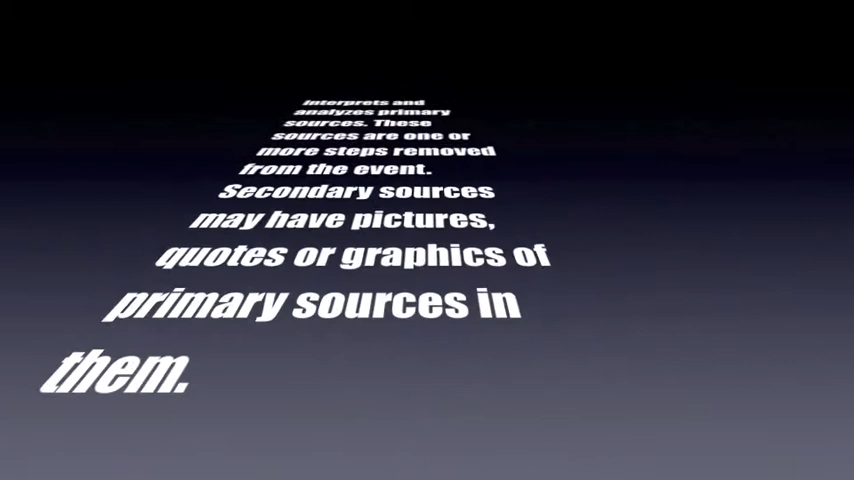 Interprets and
analyzes primary
sources. These
sources are one or
more steps removed
from the event.
Secondary sources
may have pictures,
quotes or graphics of
primary sources in
them.